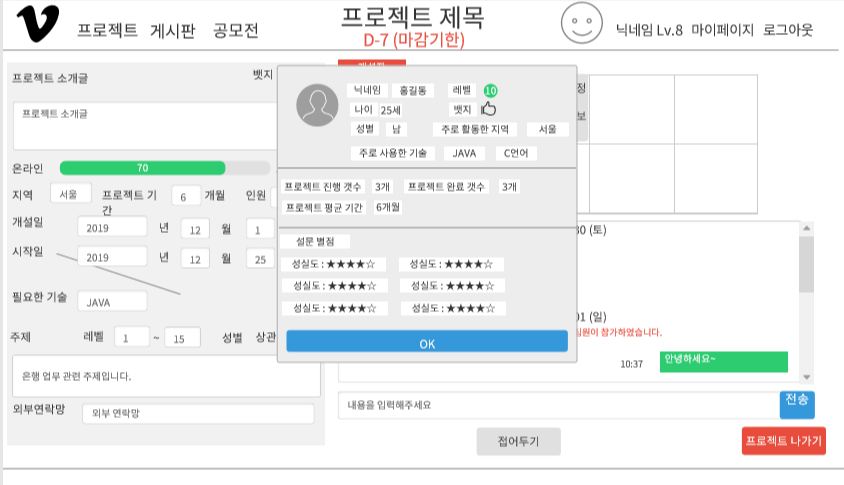 프로젝트 게시판 공모전
프로젝트 제목
D-7 (마감기한)
닉네임 Lv.8 마이페이지 로그아웃
프로젝트 소개글
뱃지
프로젝트 소개글
온라인 70
지역 서울 프로젝트 기간 6 개월 인원
개설일 2019 년 12 월 1
시작일 2019 년 12 월 25
필요한 기술 JAVA
주제 레벨 1 ~ 15 성별 상관
은행 업무 관련 주제입니다.
외부연락망 외부 연락망
닉네임 홍길동 레벨 10
나이 25세 뱃지
성별 남 주로 활동한 지역 서울
주로 사용한 기술 JAVA C언어
프로젝트 진행 갯수 3개 프로젝트 완료 갯수 3개
프로젝트 평균 기간 6개월
설문 별점
성실도 : ★★★★☆ 성실도 : ★★★★☆
성실도 : ★★★★☆ 성실도 : ★★★★☆
성실도 : ★★★★☆ 성실도 : ★★★★☆
OK
정
보
30 (토)
01 (일)
팀원이 참가하였습니다.
10:37 안녕하세요~
내용을 입력해주세요 전송
접어두기
프로젝트 나가기